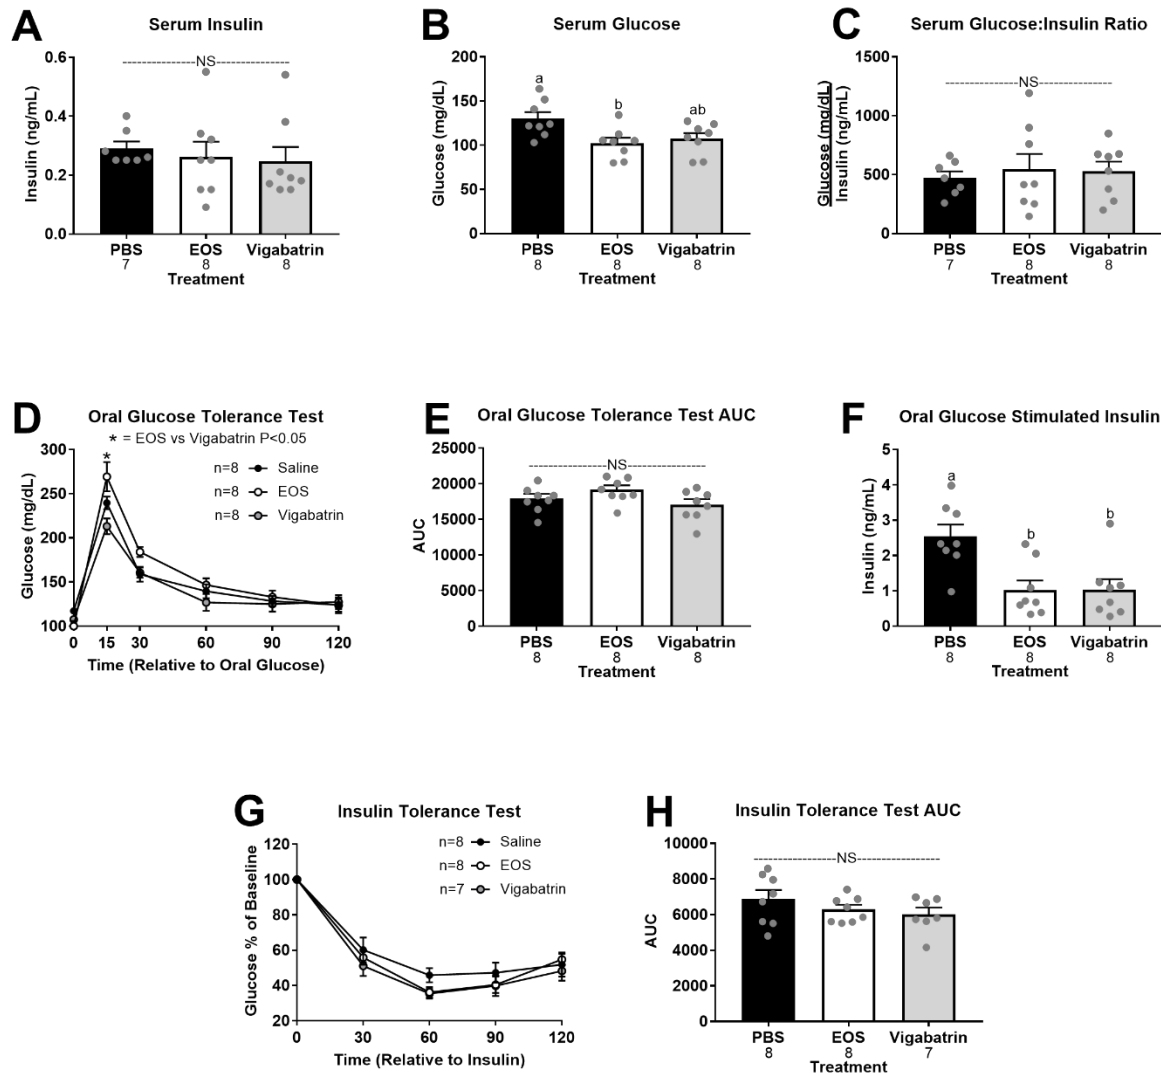 A
Serum Insulin
NS
0.6
0.4
0.2
0.0
Insulin (ng/mL)
PBS EOS Vigabatrin
7 8 8
Treatment
B
Serum Glucose
a
b
ab
200
150
100
50
0
Glucose (mg/dL)
PBS EOS Vigabatrin
8 8 8
Treatment
C
Serum Glucose:Insulin Ratio
NS
1500
1000
500
0
Glucose (mg/dL)
Insulin (ng/mL)
PBS EOS Vigabatrin
7 8 8
Treatment
D
Oral Glucose Tolerance Test
* = EOS vs Vigabatrin P<0.05
*
n=8 Saline
n=8 EOS
n=8 Vigabatrin
300
250
200
150
100
Glucose (mg/dL)
0 15 30 60 90 120
Time (Relative to Oral Glucose)
E
Oral Glucose Tolerance Test AUC
NS
25000
20000
15000
10000
5000
0
AUC
PBS EOS Vigabatrin
8 8 8
Treatment
F
Oral Glucose Stimulated Insulin
a
b
b
5
4
3
2
1
0
Insulin (ng/mL)
PBS EOS Vigabatrin
8 8 8
Treatment
G
Insulin Tolerance Test
n=8 Saline
n=8 EOS
n=7 Vigabatrin
120
100
80
60
40
20
Glucose % of Baseline
0 30 60 90 120
Time (Relative to Insulin)
H
Insulin Tolerance Test AUC
NS
10000
8000
6000
4000
2000
0
AUC
PBS EOS Vigabatrin
8 8 7
Treatment